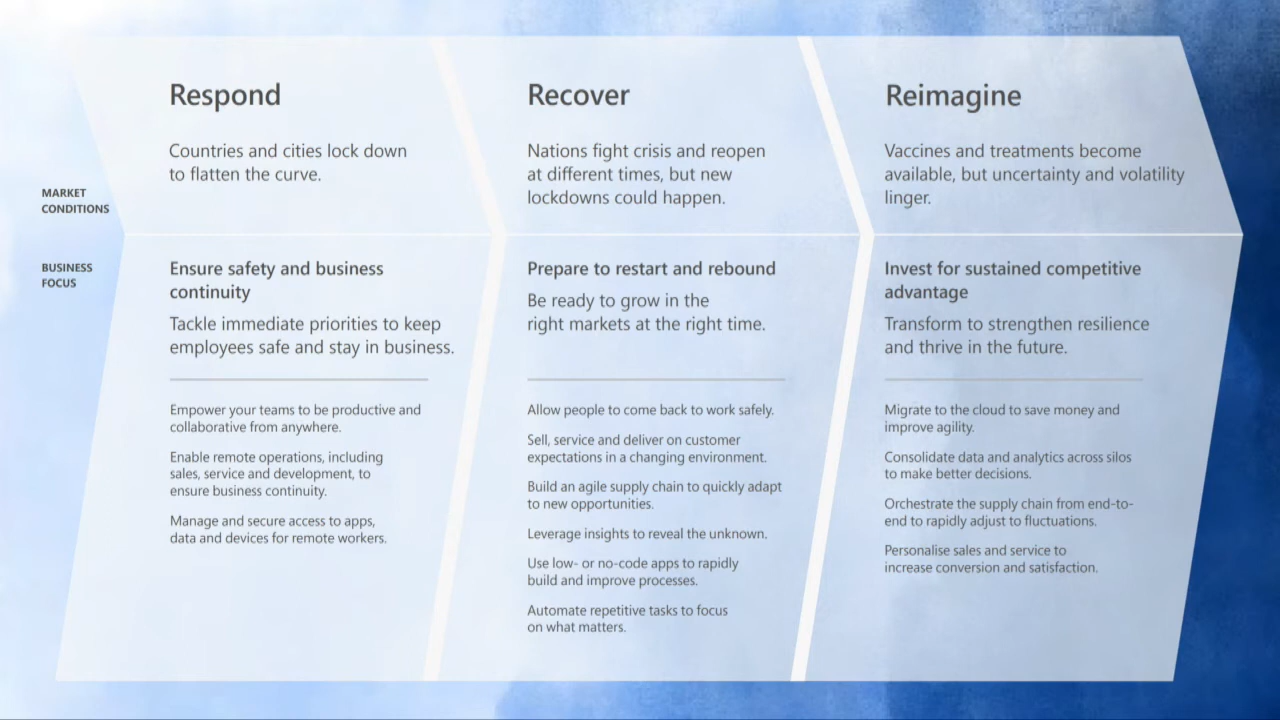 Respond
Countries and cities lock down
to flatten the curve.
Recover
Nations fight crisis and reopen
at different times, but new
lockdowns could happen.
Reimagine
Vaccines and treatments become
available, but uncertainty and volatility
linger.
MARKET
CONDITIONS
BUSINESS
FOCUS
Ensure safety and business
continuity
Tackle immediate priorities to keep
employees safe and stay in business.
Empower your teams to be productive and
collaborative from anywhere.
Enable remote operations, including
sales, service and development, to
ensure business continuity.
Manage and secure access to apps,
data and devices for remote workers.
Prepare to restart and rebound
Be ready to grow in the
right markets at the right time.
Allow people to come back to work safely.
Sell, service and deliver on customer
expectations in a changing environment.
Build an agile supply chain to quickly adapt
to new opportunities.
Leverage insights to reveal the unknown.
Use low- or no-code apps to rapidly
build and improve processes.
Automate repetitive tasks to focus
on what matters.
Invest for sustained competitive
advantage
Transform to strengthen resilience
and thrive in the future.
Migrate to the cloud to save money and
improve agility.
Consolidate data and analytics across silos
to make better decisions.
Orchestrate the supply chain from end-to-
end to rapidly adjust to fluctuations.
Personalise sales and service to
increase conversion and satisfaction.